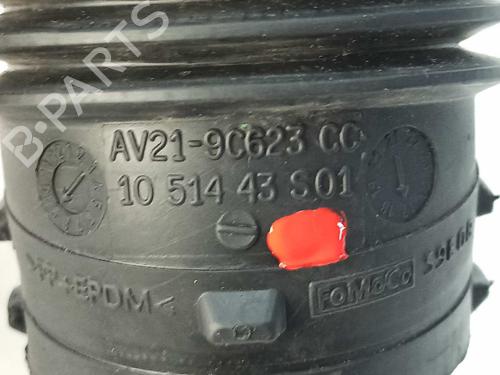 B-PARTS
AV21-9C623 CC
10 514 43 S01
>PP+EPDM<
FoMoCo